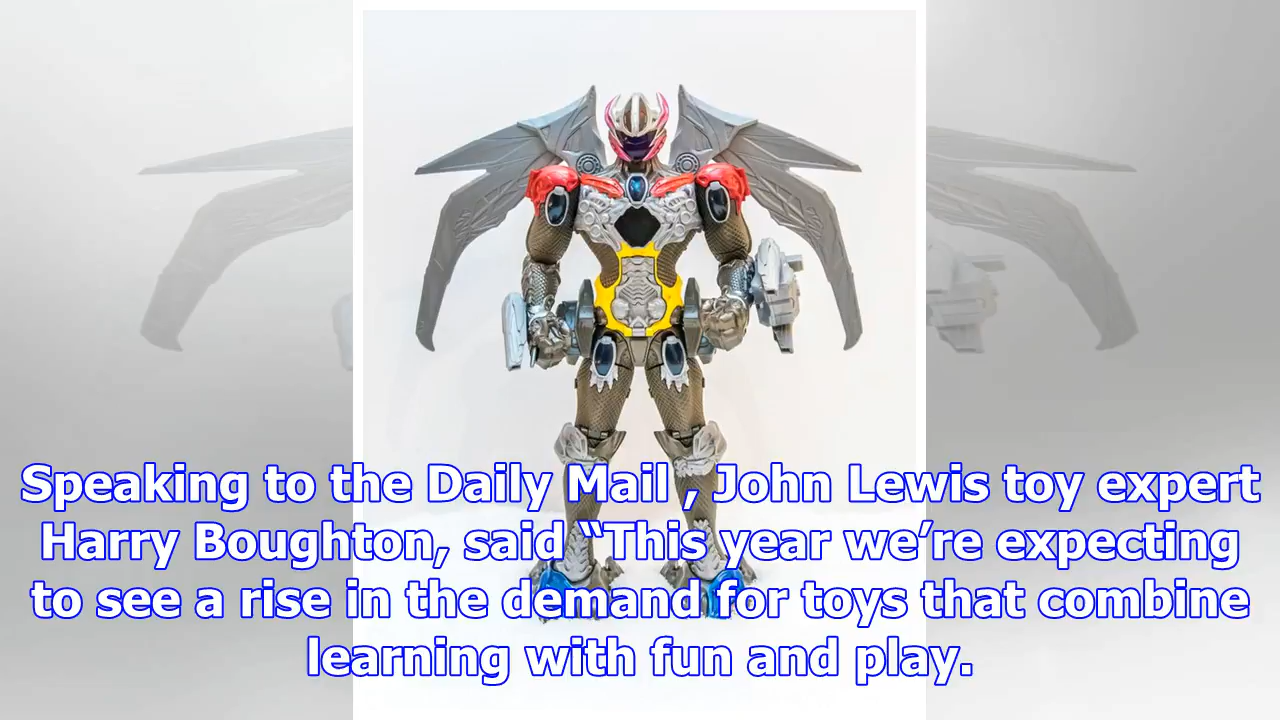 Speaking to the Daily Mail , John Lewis toy expert
Harry Boughton, said “This year we’re expecting
to see a rise in the demand for toys that combine
learning with fun and play.